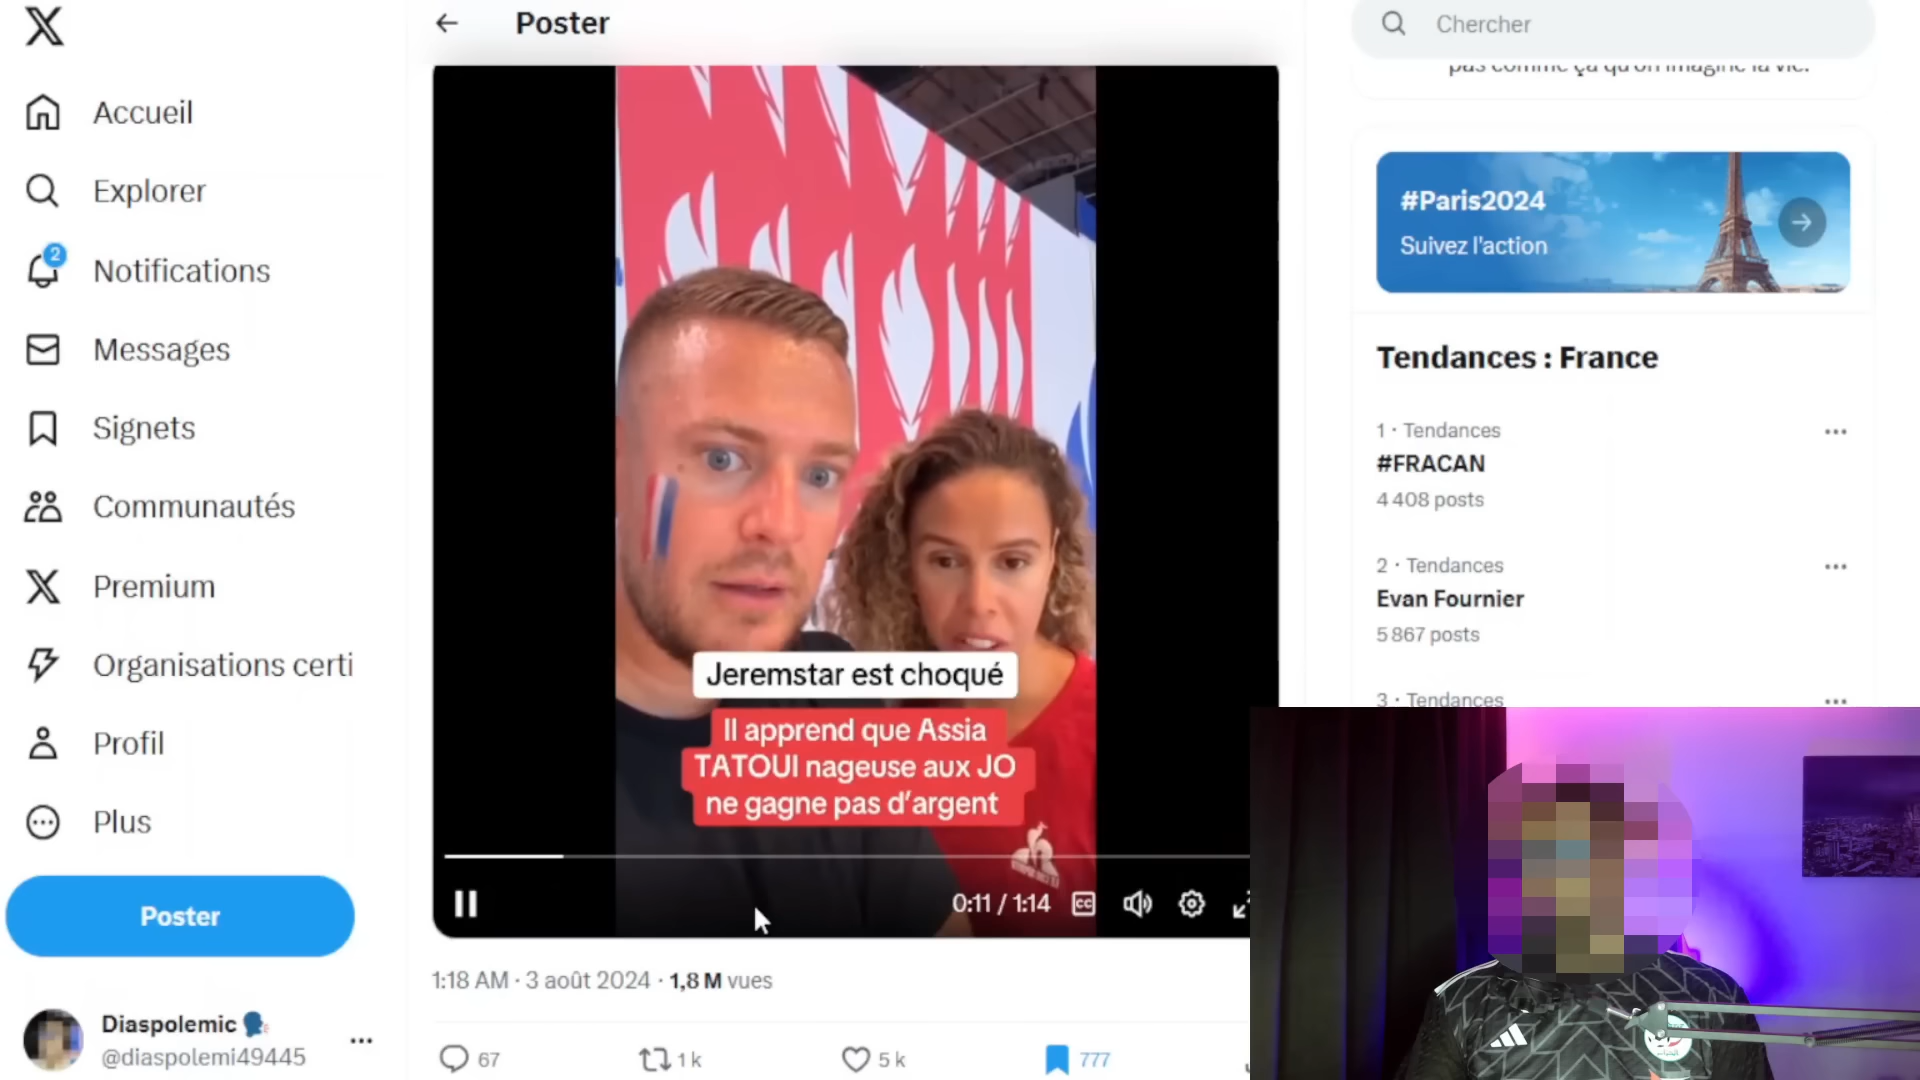 Accueil
Explorer
2
Notifications
Messages
Signets
Communautés
Premium
Organisations certi
Profil
Plus
Poster
Diaspolemic
@diaspolemi49445
Poster
Jeremstar est choqué
Il apprend que Assia
TATOUI nageuse aux JO
ne gagne pas d'argent
0:11 / 1:14
CC
1:18 AM · 3 août 2024 · 1,8 M vues
67
1 k
5 k
777
Chercher
pas comme ça qu'on imagine la vie.
#Paris2024
Suivez l'action
Tendances : France
1 · Tendances
#FRACAN
4 408 posts
2 · Tendances
Evan Fournier
5 867 posts
3 · Tendances